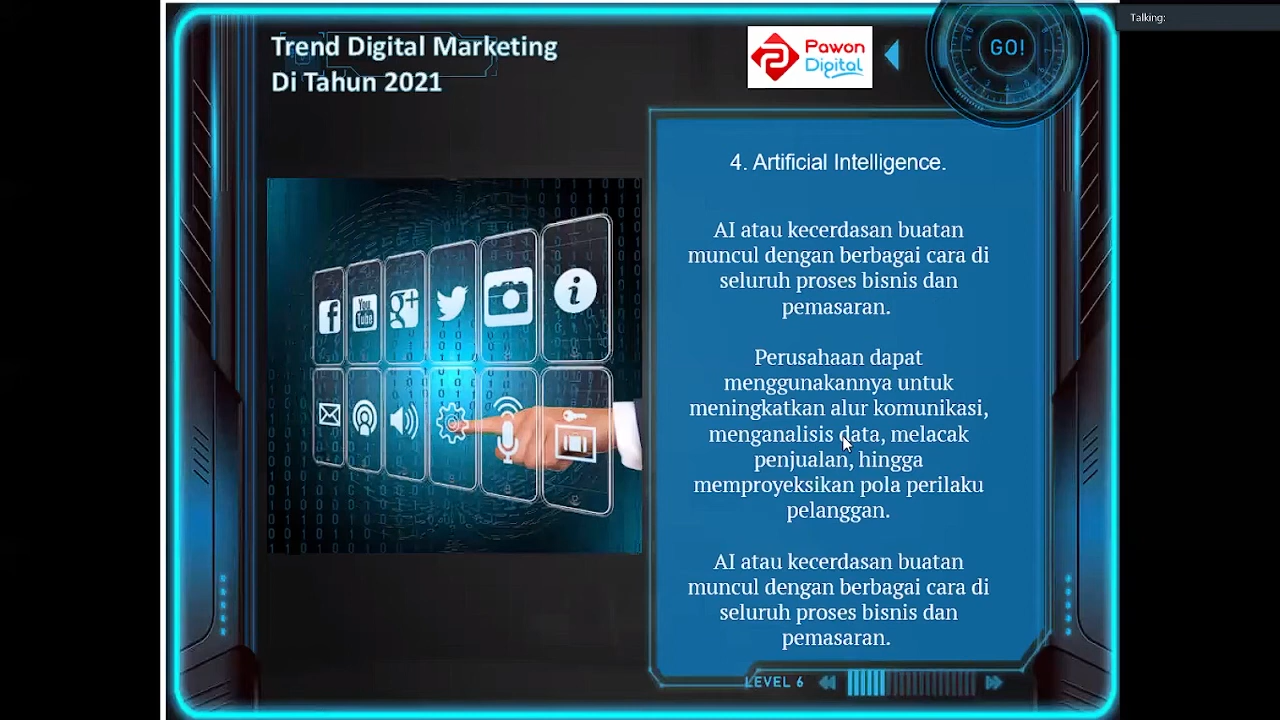 Talking:
Trend Digital Marketing
Di Tahun 2021
Pawon
Digital
GO!
4. Artificial Intelligence.
AI atau kecerdasan buatan
muncul dengan berbagai cara di
seluruh proses bisnis dan
pemasaran.
Perusahaan dapat
menggunakannya untuk
meningkatkan alur komunikasi,
menganalisis data, melacak
penjualan, hingga
memproyeksikan pola perilaku
pelanggan.
AI atau kecerdasan buatan
muncul dengan berbagai cara di
seluruh proses bisnis dan
pemasaran.
You
Tube
LEVEL 6